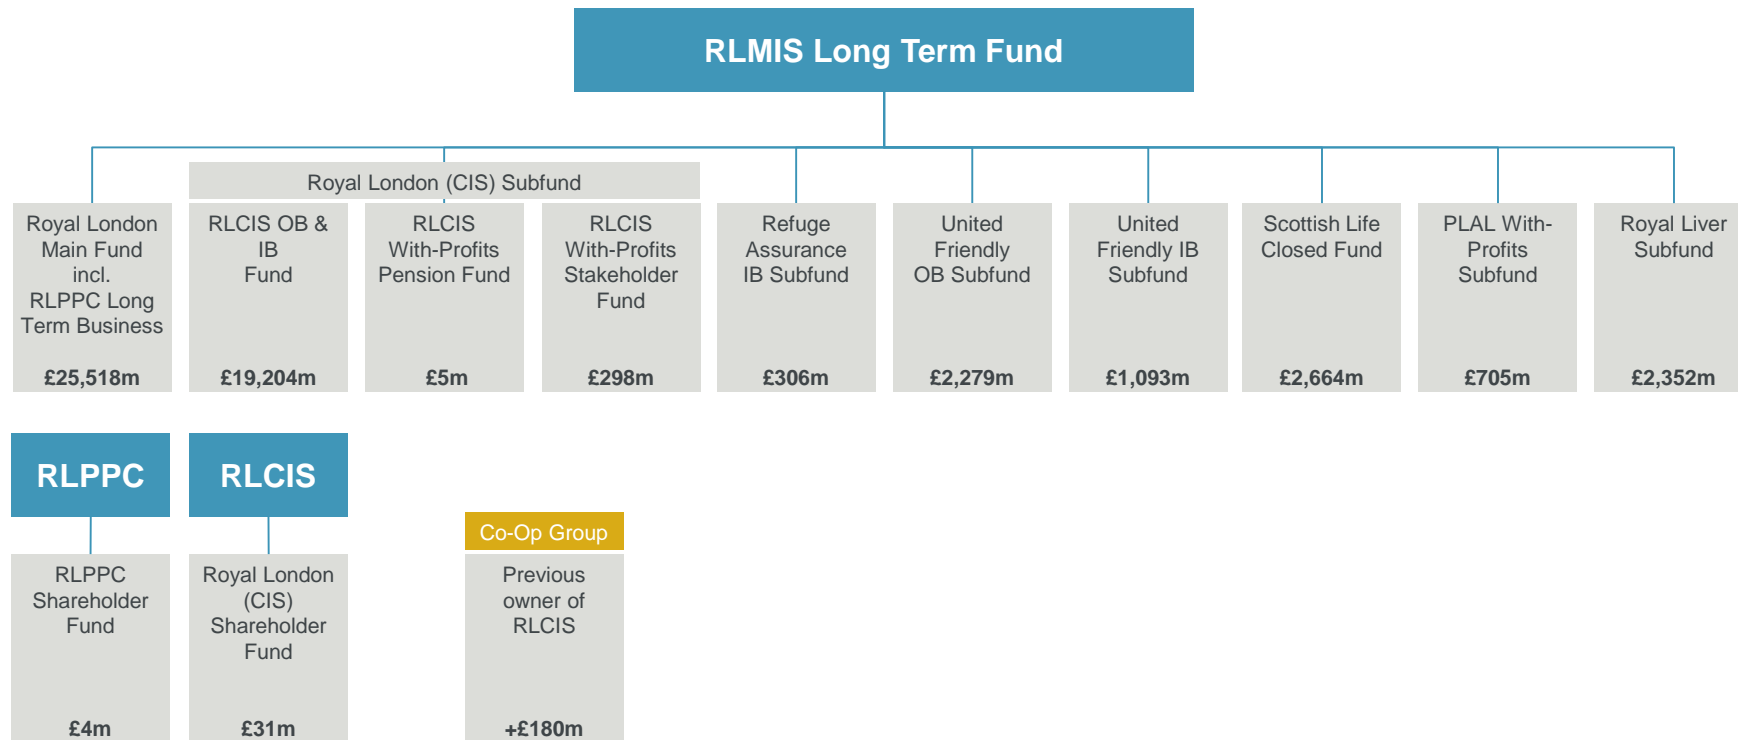 RLMIS Long Term Fund
Royal London (CIS) Subfund
Royal London
Main Fund
incl.
RLPPC Long
Term Business
£25,518m
RLCIS OB &
IB
Fund
£19,204m
RLCIS
With-Profits
Pension Fund
£5m
RLCIS
With-Profits
Stakeholder
Fund
£298m
Refuge
Assurance
IB Subfund
£306m
United
Friendly
OB Subfund
£2,279m
United
Friendly IB
Subfund
£1,093m
Scottish Life
Closed Fund
£2,664m
PLAL With-
Profits
Subfund
£705m
Royal Liver
Subfund
£2,352m
RLPPC
RLPPC
Shareholder
Fund
£4m
RLCIS
Royal London
(CIS)
Shareholder
Fund
£31m
Co-Op Group
Previous
owner of
RLCIS
+£180m